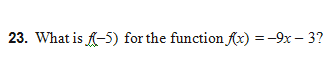 23. What is f(–5) for the function f(x) = –9x – 3?